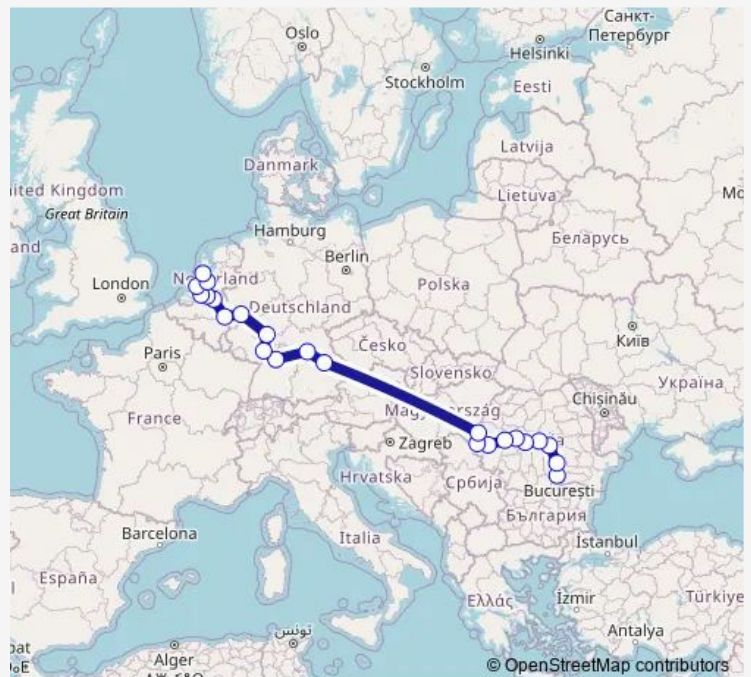 Санкт-
Петербург
Oslo
Helsinki
Stockholm
Eesti
Latvija
Danmark
Lietuva
United Kingdom
Great Britain
Hamburg
Беларусь
Berlin
London
Polska
Deutschland
Київ
Paris
Česko
Slovensko
Україна
Chișinău
France
Zagreb
Hrvatska
Србија
București
България
Barcelona
Italia
İstanbul
España
Ελλάς
İzmir
Türkiye
تونس
Antalya
Alger
© OpenStreetMap contributors